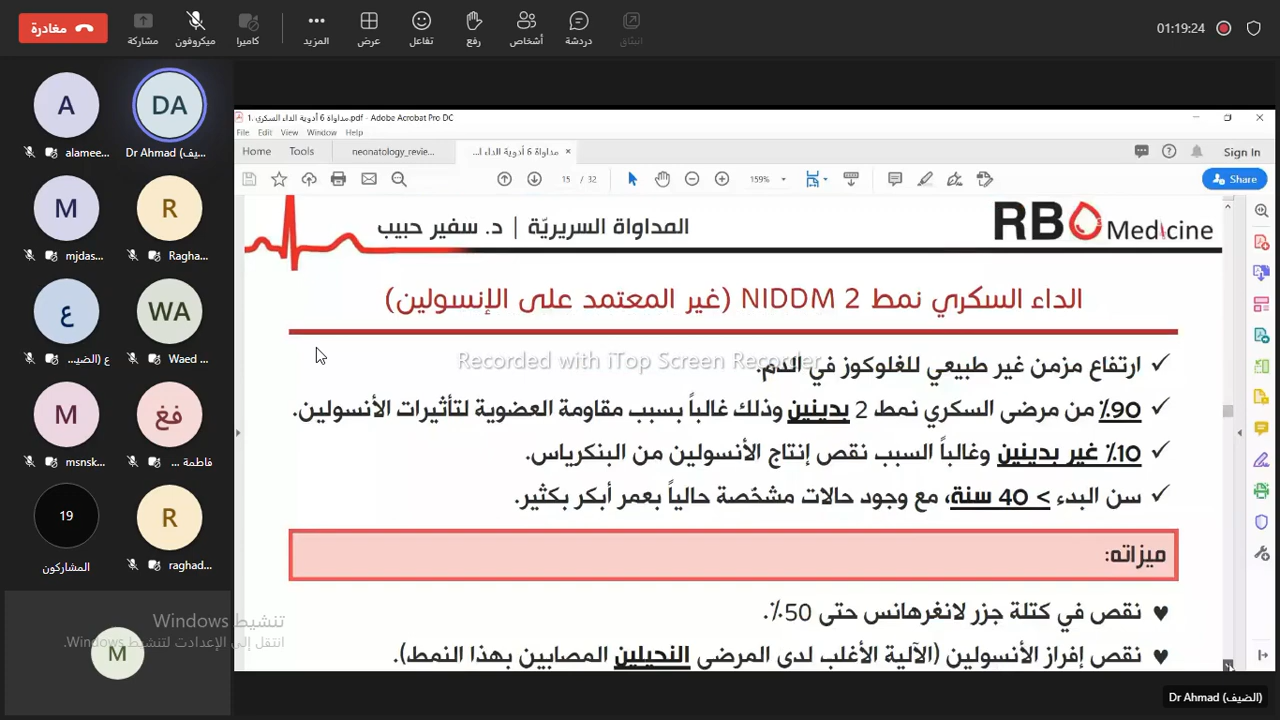 مغادرة
مشاركة
ميكروفون
كاميرا
المزيد
عرض
تفاعل
رفع
أشخاص
دردشة
انبثاق
01:19:24
A
DA
alamee...
Dr Ahmad (ضيف...
M
R
mjdas...
Ragha...
ع
WA
ع (الضيـ...
Waed ...
M
فغ
msnsk...
فاطمة ...
19
R
المشاركون
raghad...
M
تنشيط Windows
انتقل إلى الإعدادت لتنشيط Windows.
1. مداواة 6 أدوية الداء السكري.pdf - Adobe Acrobat Pro DC
File Edit View Window Help
Home Tools neonatology_revie... مداواة 6 أدوية الداء ا... Sign In
15 / 32 159% Share
المداواة السريريّة | د. سفير حبيب
RBO Medicine
الداء السكري نمط 2 NIDDM (غير المعتمد على الإنسولين)
Recorded with iTop Screen Recorder
ارتفاع مزمن غير طبيعي للغلوكوز في الدم.
90٪ من مرضى السكري نمط 2 بدينين وذلك غالباً بسبب مقاومة العضوية لتأثيرات الأنسولين.
10٪ غير بدينين وغالباً السبب نقص إنتاج الأنسولين من البنكرياس.
سن البدء > 40 سنة، مع وجود حالات مشخّصة حالياً بعمر أبكر بكثير.
ميزاته:
نقص في كتلة جزر لانغرهانس حتى 50٪.
نقص إفراز الأنسولين (الآلية الأغلب لدى المرضى النحيلين المصابين بهذا النمط).
Dr Ahmad (الضيف)